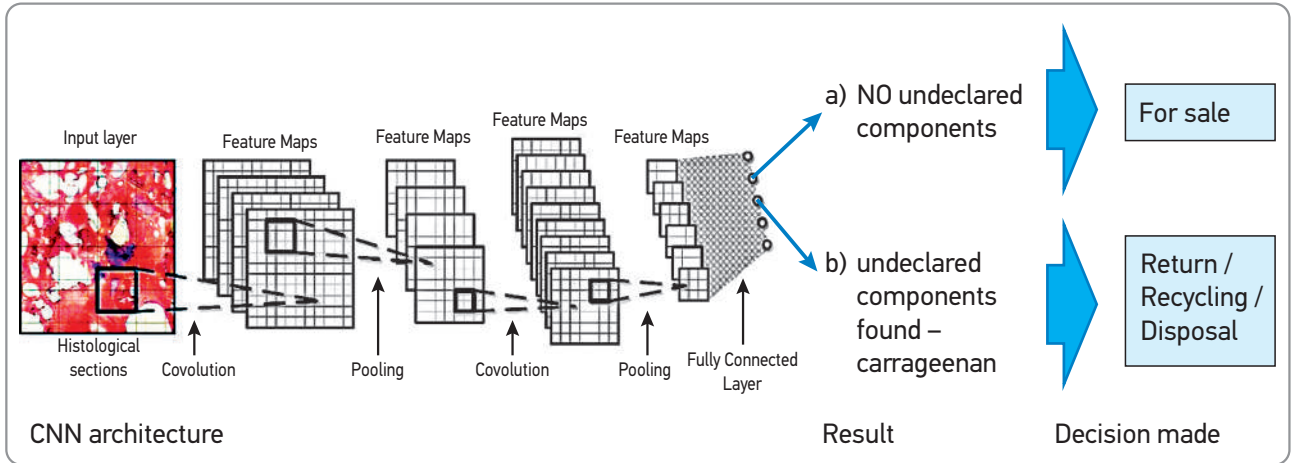 Input layer
Feature Maps
Feature Maps
Feature Maps
Feature Maps
Histological
sections
Covolution
Pooling
Covolution
Pooling
Fully Connected
Layer
a) NO undeclared
components
b) undeclared
components
found –
carrageenan
For sale
Return /
Recycling /
Disposal
CNN architecture
Result
Decision made